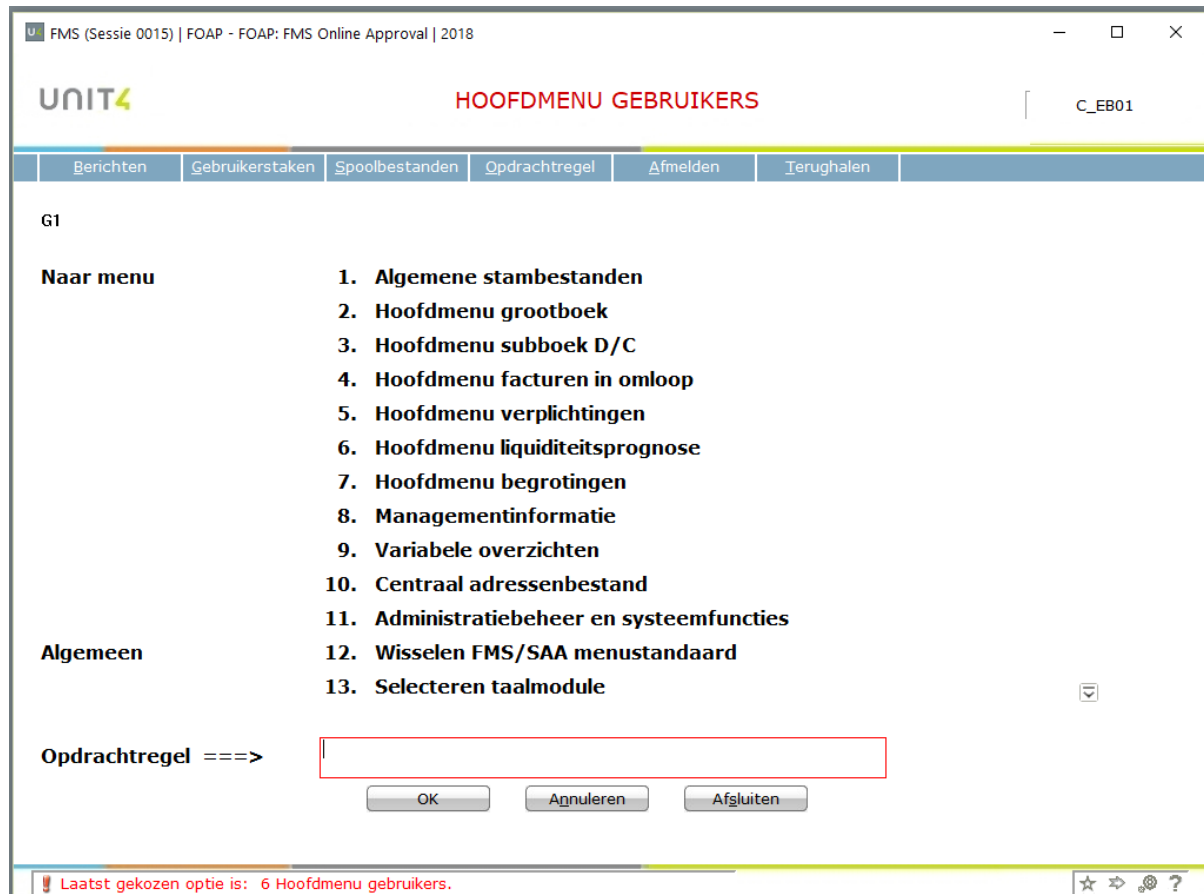 U4 FMS (Sessie 0015) | FOAP - FOAP: FMS Online Approval | 2018
UNIT4 HOOFDMENU GEBRUIKERS C_EB01
Berichten Gebruikerstaken Spoolbestanden Opdrachtregel Afmelden Terughalen
G1
Naar menu 1. Algemene stambestanden
2. Hoofdmenu grootboek
3. Hoofdmenu subboek D/C
4. Hoofdmenu facturen in omloop
5. Hoofdmenu verplichtingen
6. Hoofdmenu liquiditeitsprognose
7. Hoofdmenu begrotingen
8. Managementinformatie
9. Variabele overzichten
10. Centraal adressenbestand
11. Administratiebeheer en systeemfuncties
Algemeen 12. Wisselen FMS/SAA menustandaard
13. Selecteren taalmodule
Opdrachtregel ===>
OK Annuleren Afsluiten
Laatst gekozen optie is: 6 Hoofdmenu gebruikers. ?